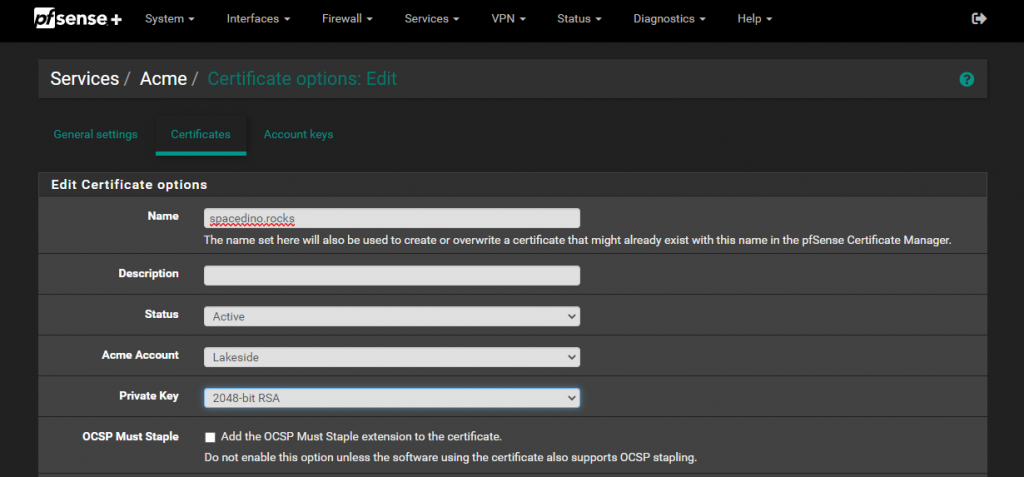 pfsense+ System Interfaces Firewall Services VPN Status Diagnostics Help
Services / Acme / Certificate options: Edit
General settings Certificates Account keys
Edit Certificate options
Name spacedino.rocks
The name set here will also be used to create or overwrite a certificate that might already exist with this name in the pfSense Certificate Manager.
Description
Status Active
Acme Account Lakeside
Private Key 2048-bit RSA
OCSP Must Staple Add the OCSP Must Staple extension to the certificate.
Do not enable this option unless the software using the certificate also supports OCSP stapling.